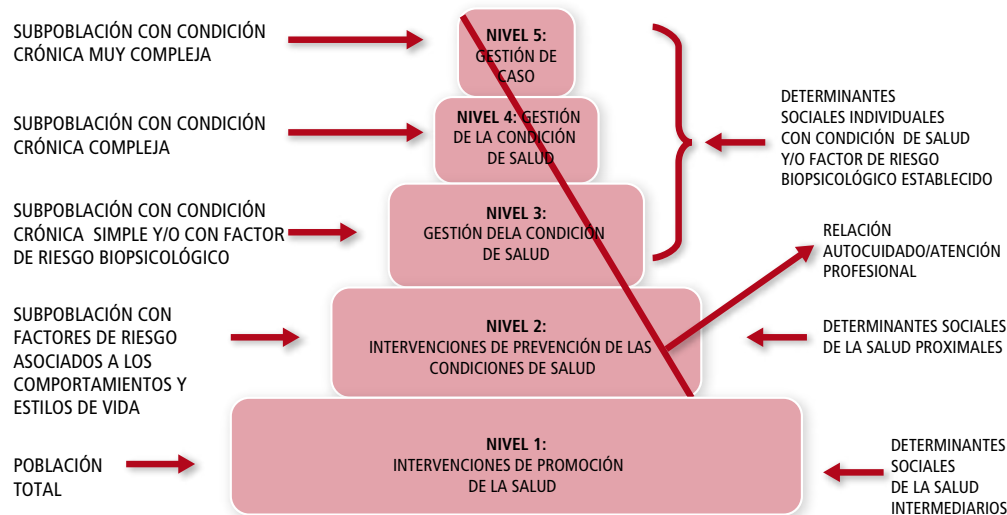 SUBPOBLACIÓN CON CONDICIÓN
CRÓNICA MUY COMPLEJA
SUBPOBLACIÓN CON CONDICIÓN
CRÓNICA COMPLEJA
SUBPOBLACIÓN CON CONDICIÓN
CRÓNICA SIMPLE Y/O CON FACTOR
DE RIESGO BIOPSICOLÓGICO
SUBPOBLACIÓN CON
FACTORES DE RIESGO
ASOCIADOS A LOS
COMPORTAMIENTOS Y
ESTILOS DE VIDA
POBLACIÓN
TOTAL
NIVEL 5:
GESTIÓN DE
CASO
NIVEL 4: GESTIÓN
DE LA CONDICIÓN
DE SALUD
NIVEL 3:
GESTIÓN DELA CONDICIÓN
DE SALUD
NIVEL 2:
INTERVENCIONES DE PREVENCIÓN DE LAS
CONDICIONES DE SALUD
NIVEL 1:
INTERVENCIONES DE PROMOCIÓN
DE LA SALUD
DETERMINANTES
SOCIALES INDIVIDUALES
CON CONDICIÓN DE SALUD
Y/O FACTOR DE RIESGO
BIOPSICOLÓGICO ESTABLECIDO
RELACIÓN
AUTOCUIDADO/ATENCIÓN
PROFESIONAL
DETERMINANTES SOCIALES
DE LA SALUD PROXIMALES
DETERMINANTES
SOCIALES
DE LA SALUD
INTERMEDIARIOS